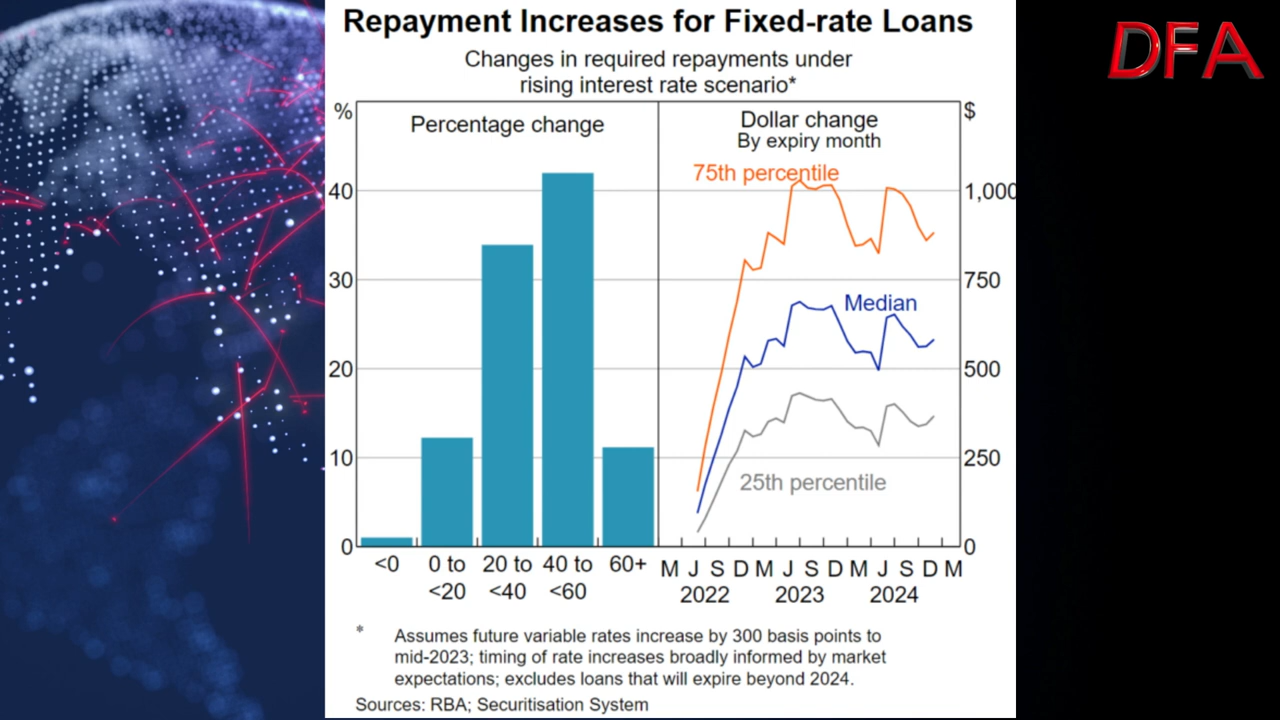 Repayment Increases for Fixed-rate Loans
DFA
Changes in required repayments under
rising interest rate scenario*
%
Percentage change
Dollar change
By expiry month
$
75th percentile
40
1,000
30
750
Median
20
500
25th percentile
10
250
0
0
<0
0 to
<20
20 to
<40
40 to
<60
60+
M J S D M J S D M J S D M
2022 2023 2024
* Assumes future variable rates increase by 300 basis points to
mid-2023; timing of rate increases broadly informed by market
expectations; excludes loans that will expire beyond 2024.
Sources: RBA; Securitisation System